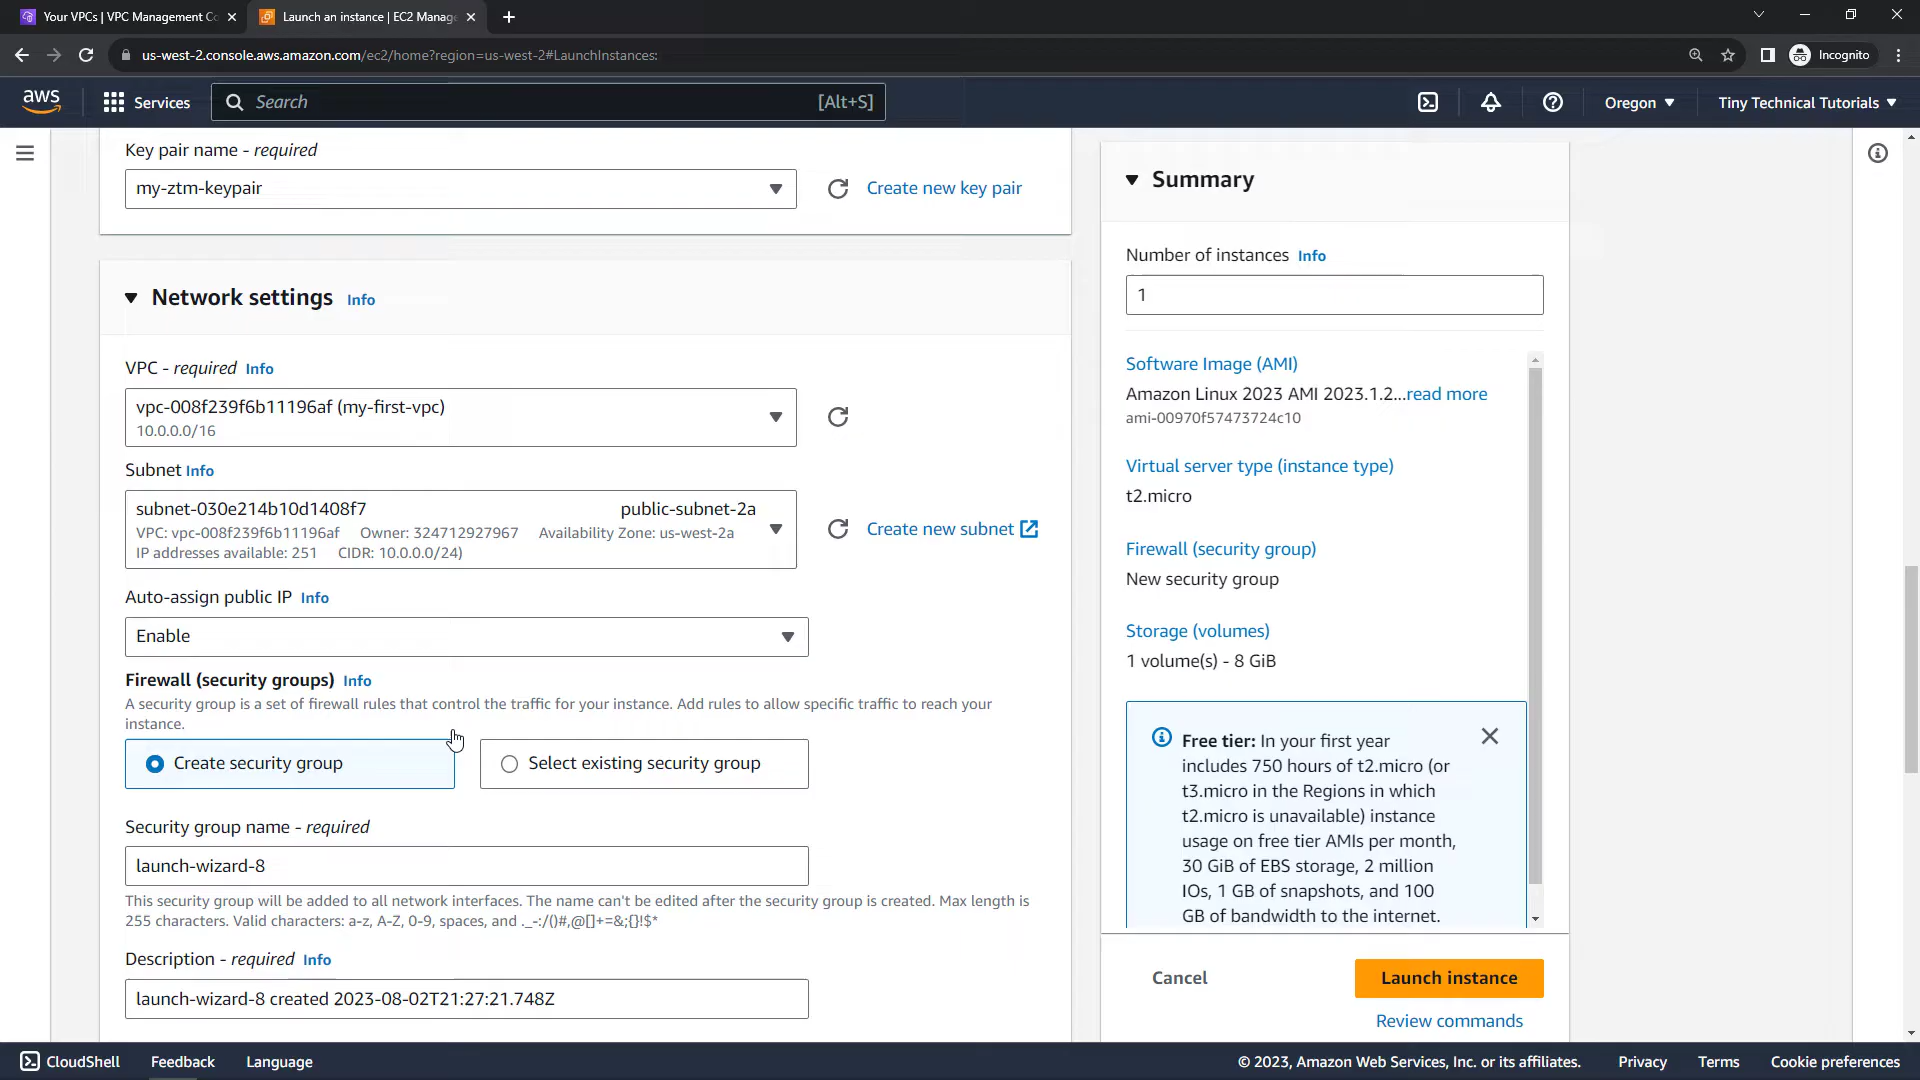 Your VPCs | VPC Management Co
Launch an instance | EC2 Manage
us-west-2.console.aws.amazon.com/ec2/home?region=us-west-2#LaunchInstances:
Incognito
aws
Services
Search
[Alt+S]
Oregon
Tiny Technical Tutorials
Key pair name - required
my-ztm-keypair
Create new key pair
Network settings Info
VPC - required Info
vpc-008f239f6b11196af (my-first-vpc)
10.0.0.0/16
Subnet Info
subnet-030e214b10d1408f7 public-subnet-2a
VPC: vpc-008f239f6b11196af Owner: 324712927967 Availability Zone: us-west-2a
IP addresses available: 251 CIDR: 10.0.0.0/24)
Create new subnet
Auto-assign public IP Info
Enable
Firewall (security groups) Info
A security group is a set of firewall rules that control the traffic for your instance. Add rules to allow specific traffic to reach your
instance.
Create security group
Select existing security group
Security group name - required
launch-wizard-8
This security group will be added to all network interfaces. The name can't be edited after the security group is created. Max length is
255 characters. Valid characters: a-z, A-Z, 0-9, spaces, and ._-:/()#,@[]+=&;{}!$*
Description - required Info
launch-wizard-8 created 2023-08-02T21:27:21.748Z
Summary
Number of instances Info
1
Software Image (AMI)
Amazon Linux 2023 AMI 2023.1.2...read more
ami-00970f57473724c10
Virtual server type (instance type)
t2.micro
Firewall (security group)
New security group
Storage (volumes)
1 volume(s) - 8 GiB
Free tier: In your first year
includes 750 hours of t2.micro (or
t3.micro in the Regions in which
t2.micro is unavailable) instance
usage on free tier AMIs per month,
30 GiB of EBS storage, 2 million
IOs, 1 GB of snapshots, and 100
GB of bandwidth to the internet.
Cancel
Launch instance
Review commands
CloudShell
Feedback
Language
© 2023, Amazon Web Services, Inc. or its affiliates.
Privacy
Terms
Cookie preferences